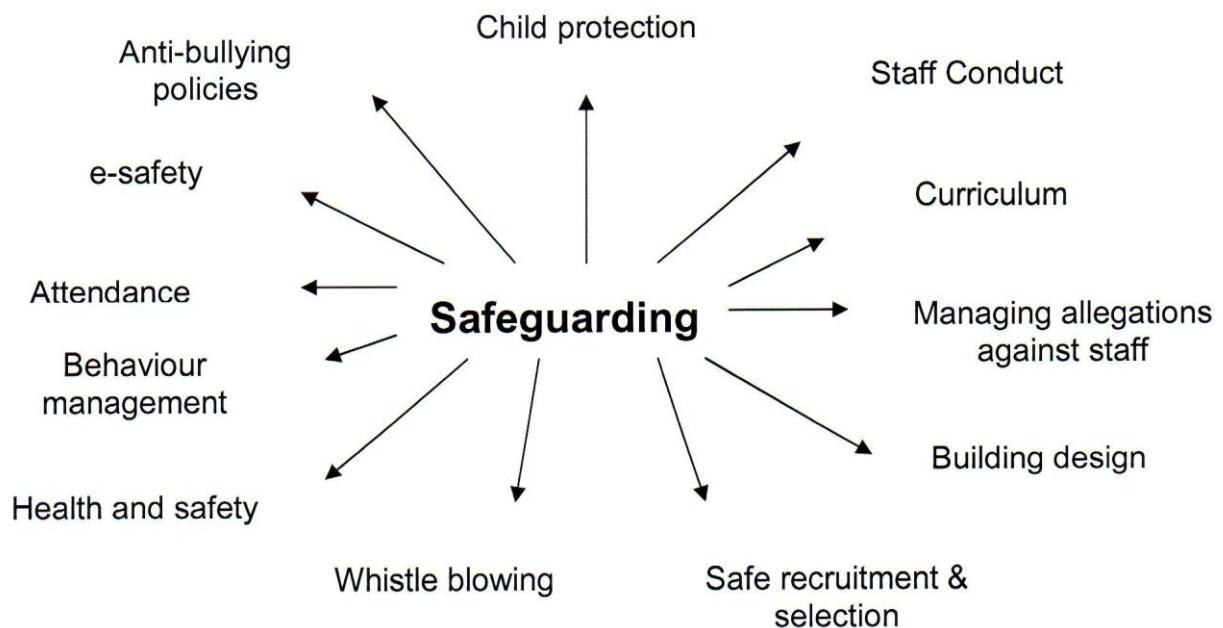 Child protection
Anti-bullying
policies
Staff Conduct
e-safety
Curriculum
Attendance
Safeguarding
Managing allegations
against staff
Behaviour
management
Building design
Health and safety
Whistle blowing
Safe recruitment &
selection